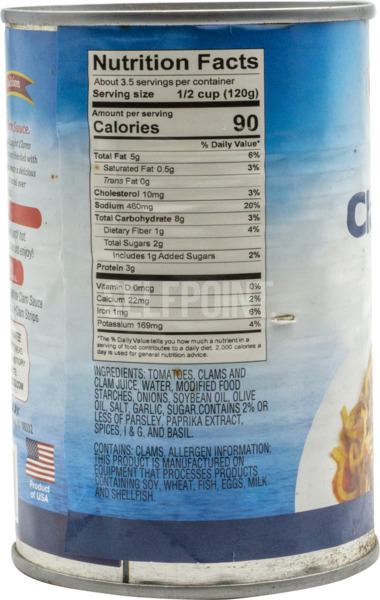 Nutrition Facts
About 3.5 servings per container
Serving size 1/2 cup (120g)
Amount per serving
Calories 90
% Daily Value*
Total Fat 5g 6%
Saturated Fat 0.5g 3%
Trans Fat 0g
Cholesterol 10mg 3%
Sodium 460mg 20%
Total Carbohydrate 8g 3%
Dietary Fiber 1g 4%
Total Sugars 2g
Includes 1g Added Sugars 2%
Protein 3g
Vitamin D 0mcg 0%
Calcium 22mg 2%
Iron 1mg 6%
Potassium 169mg 4%
*The % Daily Value tells you how much a nutrient in a
serving of food contributes to a daily diet. 2,000 calories a
day is used for general nutrition advice.
INGREDIENTS: TOMATOES, CLAMS AND
CLAM JUICE, WATER, MODIFIED FOOD
STARCHES, ONIONS, SOYBEAN OIL, OLIVE
OIL, SALT, GARLIC, SUGAR.CONTAINS 2% OR
LESS OF PARSLEY, PAPRIKA EXTRACT,
SPICES, I & G, AND BASIL.
CONTAINS: CLAMS. ALLERGEN INFORMATION:
THIS PRODUCT IS MANUFACTURED ON
EQUIPMENT THAT PROCESSES PRODUCTS
CONTAINING SOY, WHEAT, FISH, EGGS, MILK
AND SHELLFISH.
Sauce.
enjoy!
Clam Sauce
Clam Strips
Product
of USA